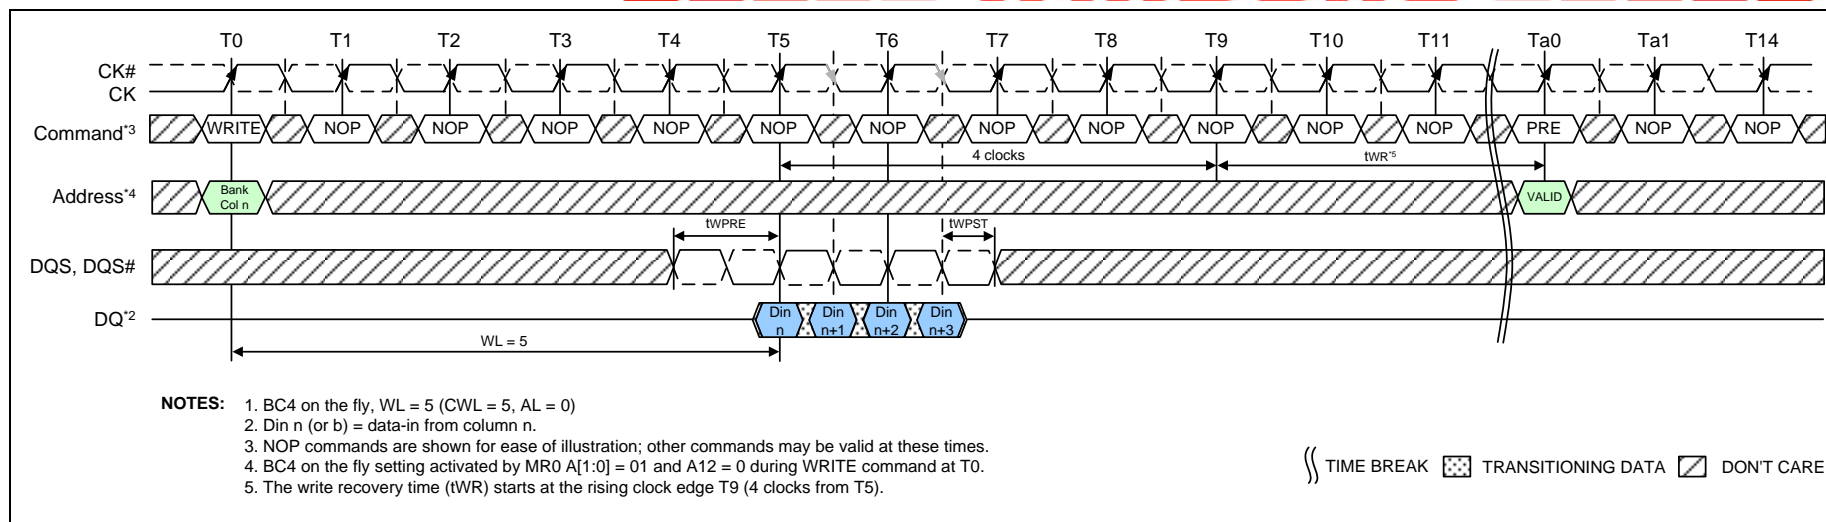 T0 T1 T2 T3 T4 T5 T6 T7 T8 T9 T10 T11 Ta0 Ta1 T14
CK#
CK
Command*3 WRITE NOP NOP NOP NOP NOP NOP NOP NOP NOP NOP NOP PRE NOP NOP
4 clocks tWR*5
Address*4 Bank Col n VALID
tWPRE tWPST
DQS, DQS#
DQ*2 Din n Din n+1 Din n+2 Din n+3
WL = 5
NOTES: 1. BC4 on the fly, WL = 5 (CWL = 5, AL = 0)
2. Din n (or b) = data-in from column n.
3. NOP commands are shown for ease of illustration; other commands may be valid at these times.
4. BC4 on the fly setting activated by MR0 A[1:0] = 01 and A12 = 0 during WRITE command at T0.
5. The write recovery time (tWR) starts at the rising clock edge T9 (4 clocks from T5).
TIME BREAK TRANSITIONING DATA DON'T CARE